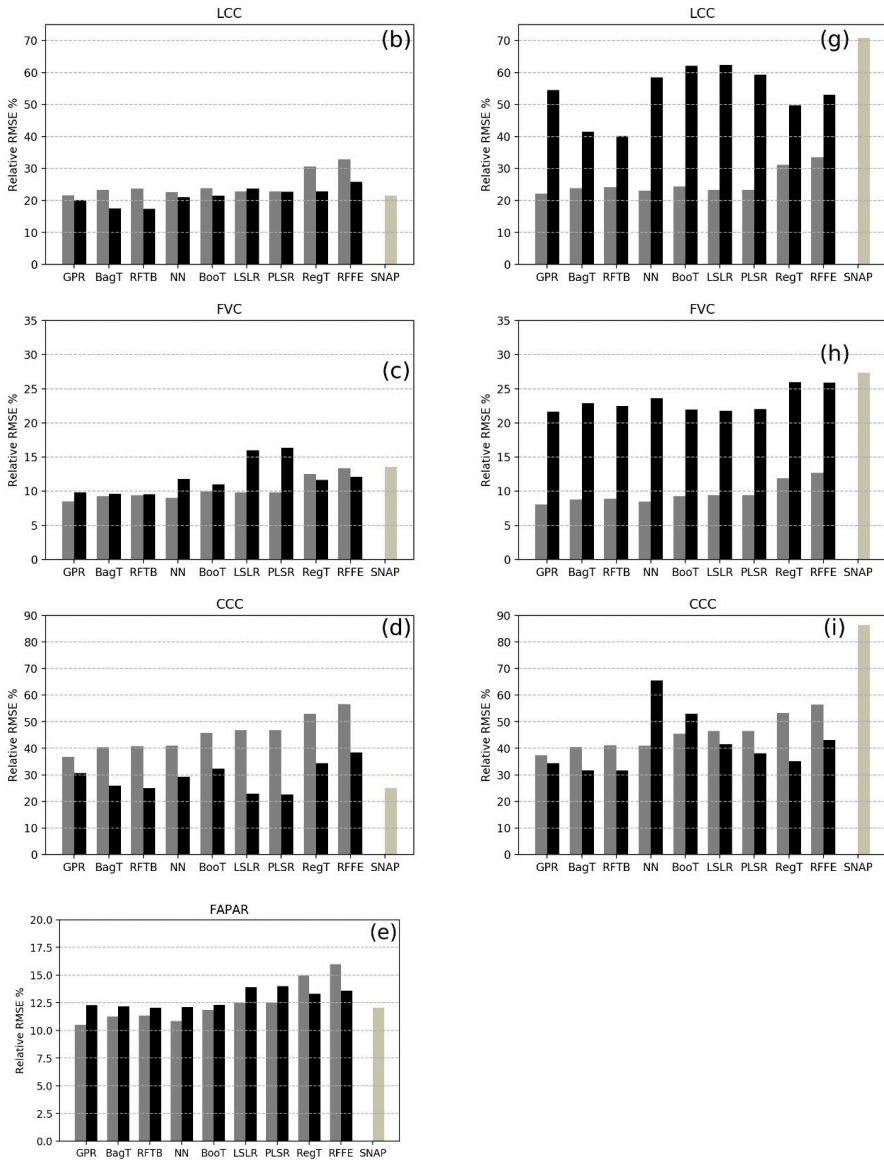 LCC
(b)
Relative RMSE %
70
60
50
40
30
20
10
0
GPR BagT RFTB NN BooT LSLR PLSR RegT RFFE SNAP
LCC
(g)
Relative RMSE %
70
60
50
40
30
20
10
0
GPR BagT RFTB NN BooT LSLR PLSR RegT RFFE SNAP
FVC
(c)
Relative RMSE %
35
30
25
20
15
10
5
0
GPR BagT RFTB NN BooT LSLR PLSR RegT RFFE SNAP
FVC
(h)
Relative RMSE %
35
30
25
20
15
10
5
0
GPR BagT RFTB NN BooT LSLR PLSR RegT RFFE SNAP
CCC
(d)
Relative RMSE %
90
80
70
60
50
40
30
20
10
0
GPR BagT RFTB NN BooT LSLR PLSR RegT RFFE SNAP
CCC
(i)
Relative RMSE %
90
80
70
60
50
40
30
20
10
0
GPR BagT RFTB NN BooT LSLR PLSR RegT RFFE SNAP
FAPAR
(e)
Relative RMSE %
20.0
17.5
15.0
12.5
10.0
7.5
5.0
2.5
0.0
GPR BagT RFTB NN BooT LSLR PLSR RegT RFFE SNAP